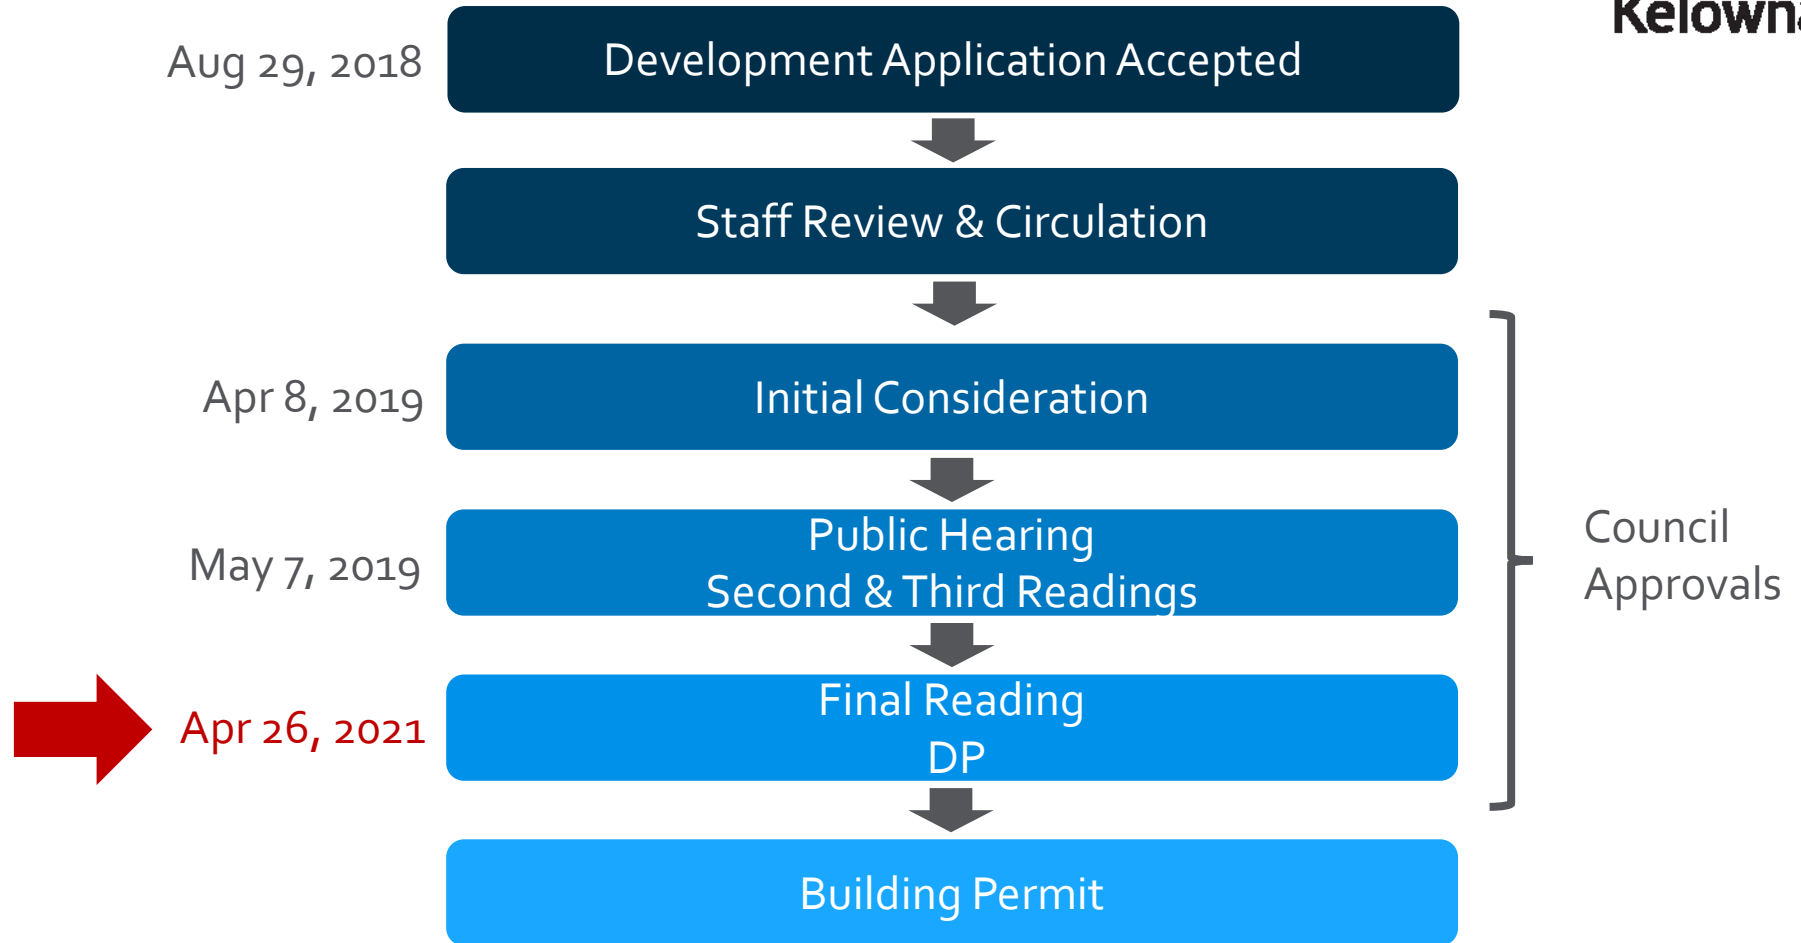 Kelowna
Aug 29, 2018
Development Application Accepted
Staff Review & Circulation
Apr 8, 2019
Initial Consideration
May 7, 2019
Public Hearing
Second & Third Readings
Council
Approvals
Apr 26, 2021
Final Reading
DP
Building Permit